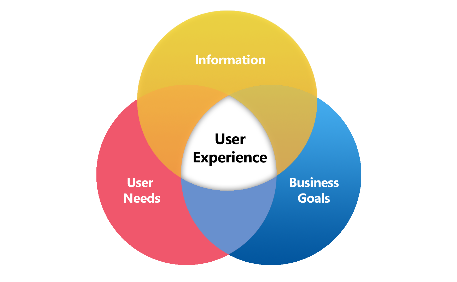 Information
User
Experience
User
Needs
Business
Goals